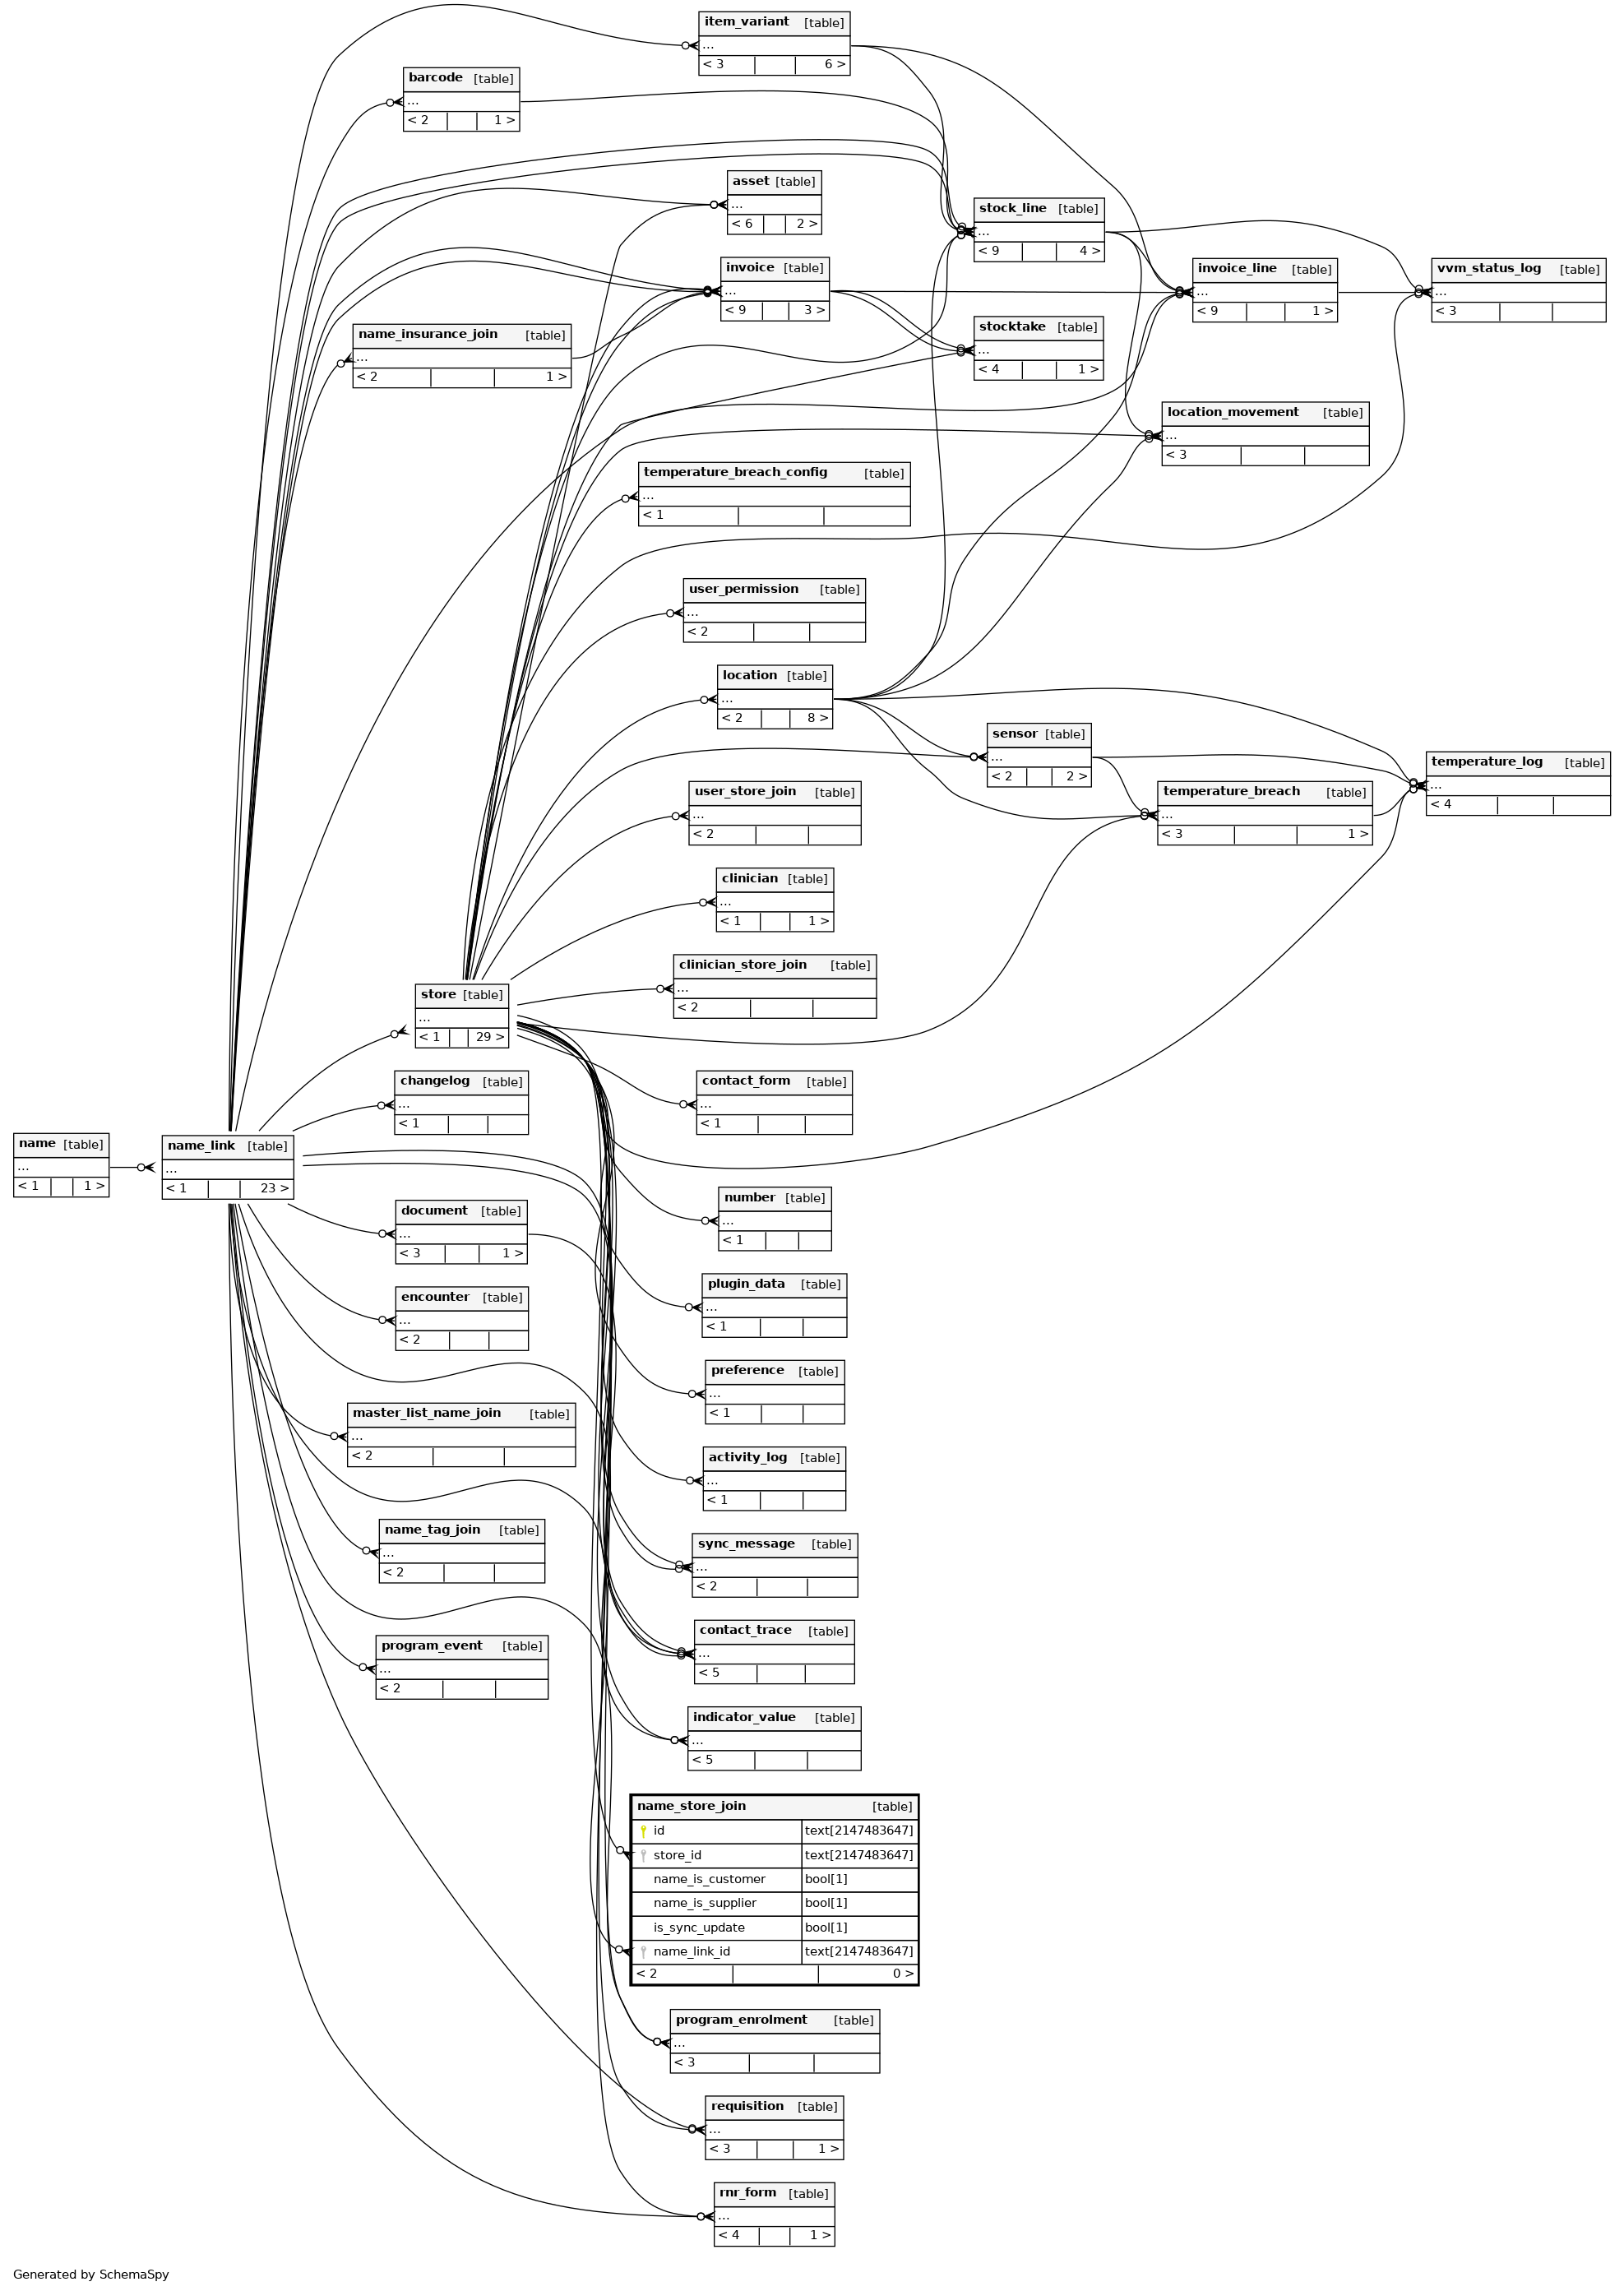 item_variant [table]
...
< 3 6 >
barcode [table]
...
< 2 1 >
asset [table]
...
< 6 2 >
stock_line [table]
...
< 9 4 >
invoice [table]
...
< 9 3 >
invoice_line [table]
...
< 9 1 >
vvm_status_log [table]
...
< 3
name_insurance_join [table]
...
< 2 1 >
stocktake [table]
...
< 4 1 >
location_movement [table]
...
< 3
temperature_breach_config [table]
...
< 1
user_permission [table]
...
< 2
location [table]
...
< 2 8 >
sensor [table]
...
< 2 2 >
temperature_log [table]
...
< 4
user_store_join [table]
...
< 2
temperature_breach [table]
...
< 3 1 >
clinician [table]
...
< 1 1 >
clinician_store_join [table]
...
< 2
store [table]
...
< 1 29 >
changelog [table]
...
< 1
contact_form [table]
...
< 1
name [table]
...
< 1 1 >
name_link [table]
...
< 1 23 >
number [table]
...
< 1
document [table]
...
< 3 1 >
plugin_data [table]
...
< 1
encounter [table]
...
< 2
preference [table]
...
< 1
master_list_name_join [table]
...
< 2
activity_log [table]
...
< 1
name_tag_join [table]
...
< 2
sync_message [table]
...
< 2
contact_trace [table]
...
< 5
program_event [table]
...
< 2
indicator_value [table]
...
< 5
name_store_join [table]
id text[2147483647]
store_id text[2147483647]
name_is_customer bool[1]
name_is_supplier bool[1]
is_sync_update bool[1]
name_link_id text[2147483647]
< 2 0 >
program_enrolment [table]
...
< 3
requisition [table]
...
< 3 1 >
rnr_form [table]
...
< 4 1 >
Generated by SchemaSpy